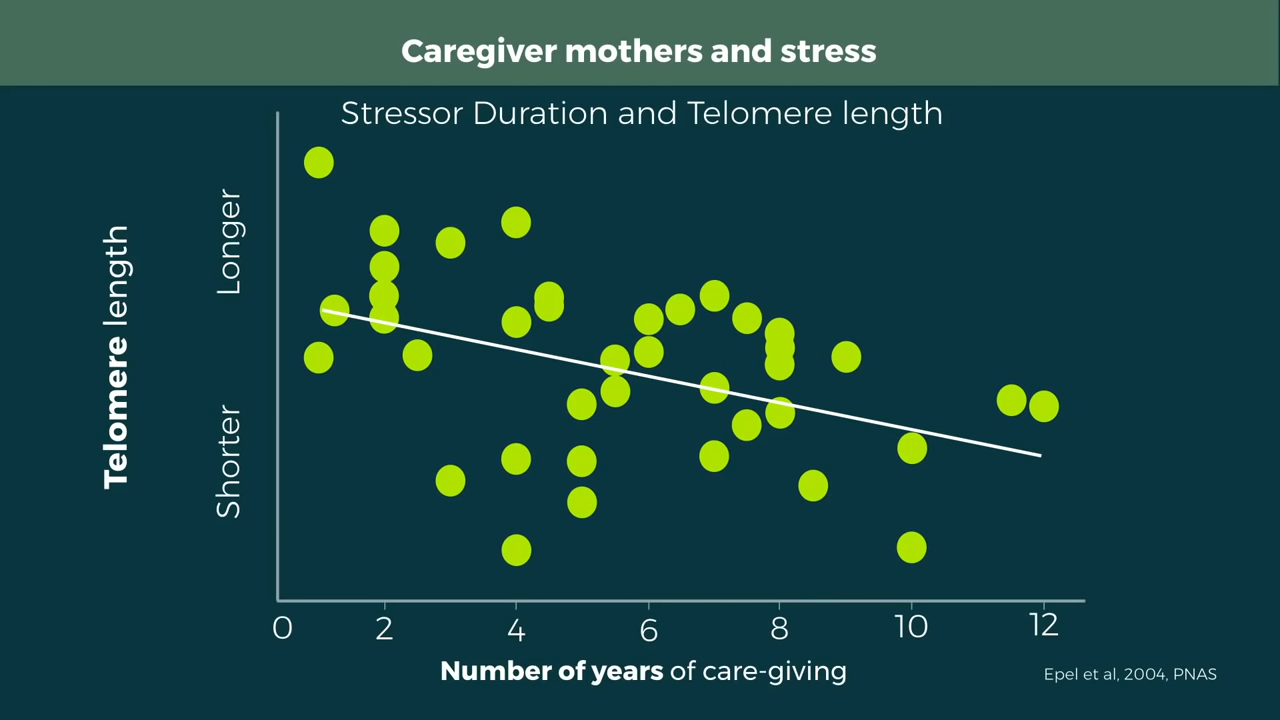 Caregiver mothers and stress
Stressor Duration and Telomere length
Telomere length
Longer
Shorter
0 2 4 6 8 10 12
Number of years of care-giving
Epel et al, 2004, PNAS